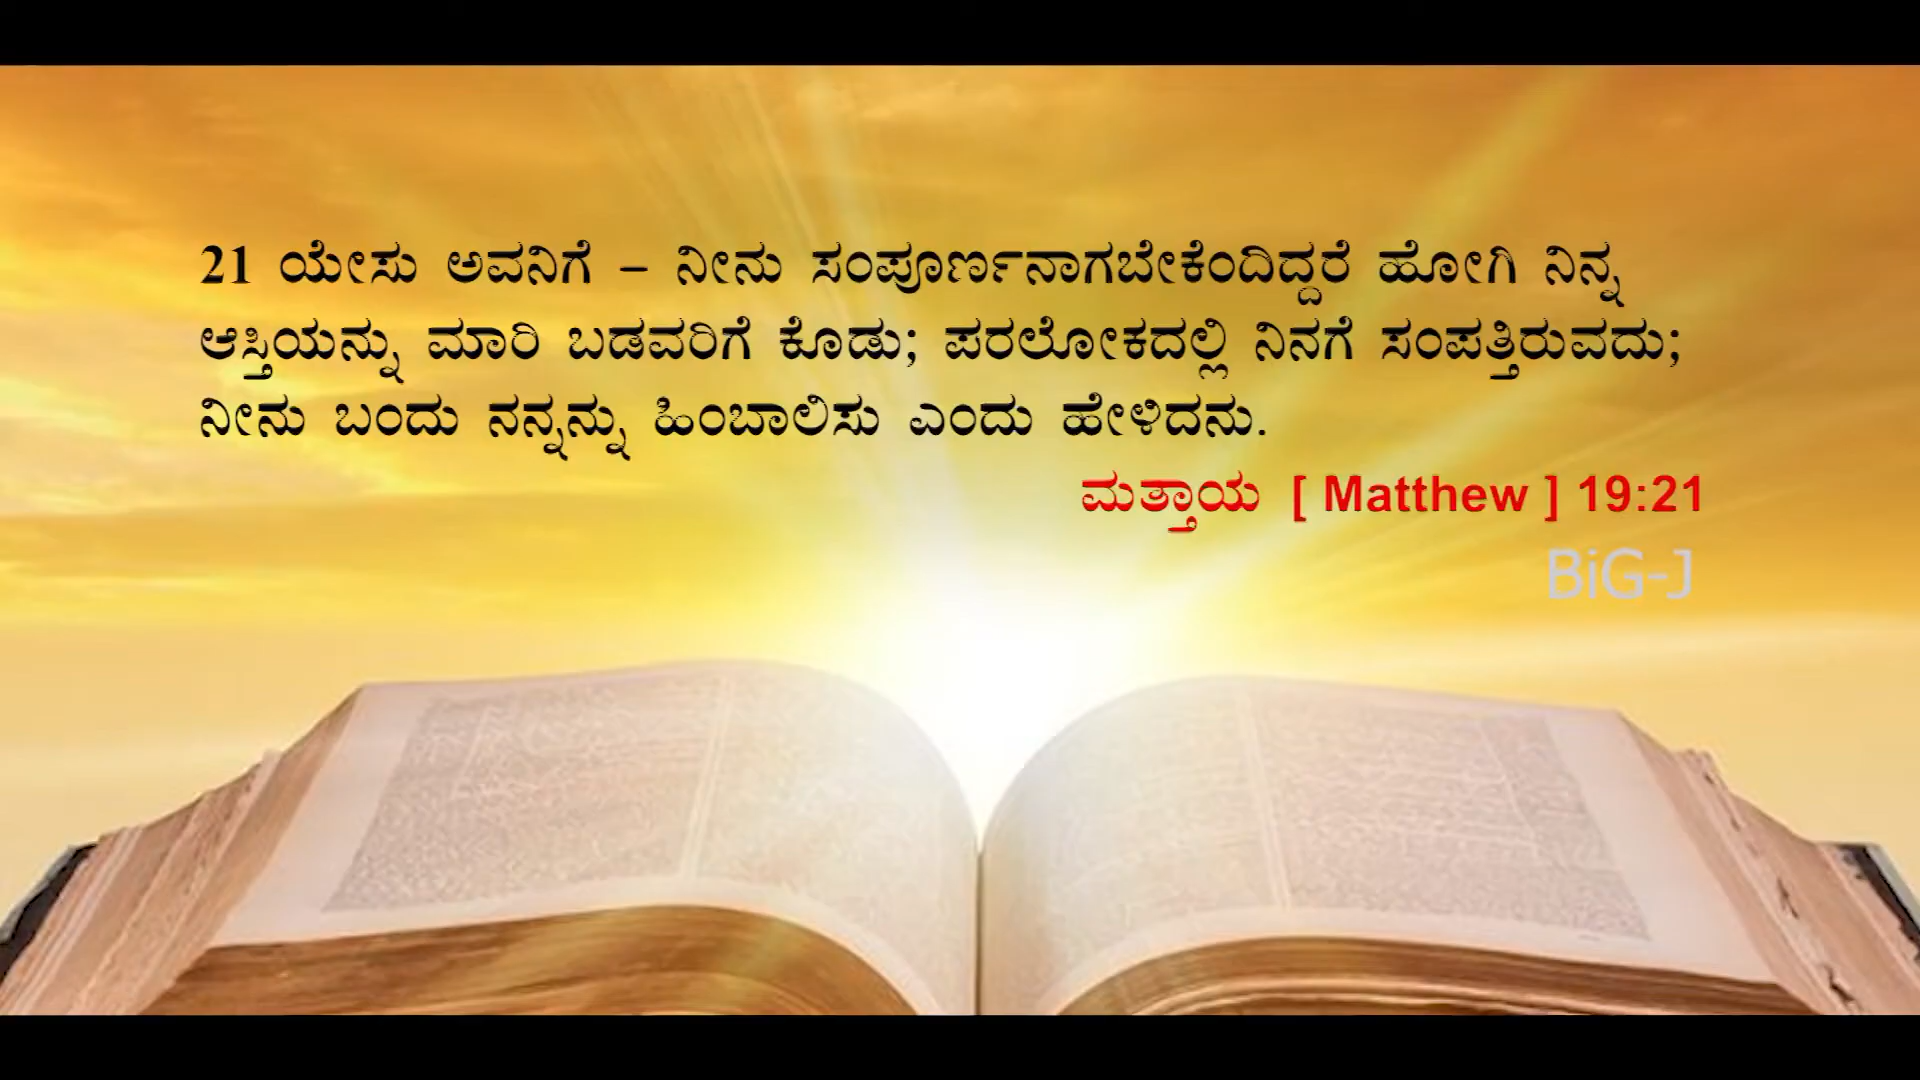 21 ಯೇಸು ಅವನಿಗೆ – ನೀನು ಸಂಪೂರ್ಣನಾಗಬೇಕೆಂದಿದ್ದರೆ ಹೋಗಿ ನಿನ್ನ
ಆಸ್ತಿಯನ್ನು ಮಾರಿ ಬಡವರಿಗೆ ಕೊಡು; ಪರಲೋಕದಲ್ಲಿ ನಿನಗೆ ಸಂಪತ್ತಿರುವದು;
ನೀನು ಬಂದು ನನ್ನನ್ನು ಹಿಂಬಾಲಿಸು ಎಂದು ಹೇಳಿದನು.
ಮತ್ತಾಯ [ Matthew ] 19:21
BiG-J